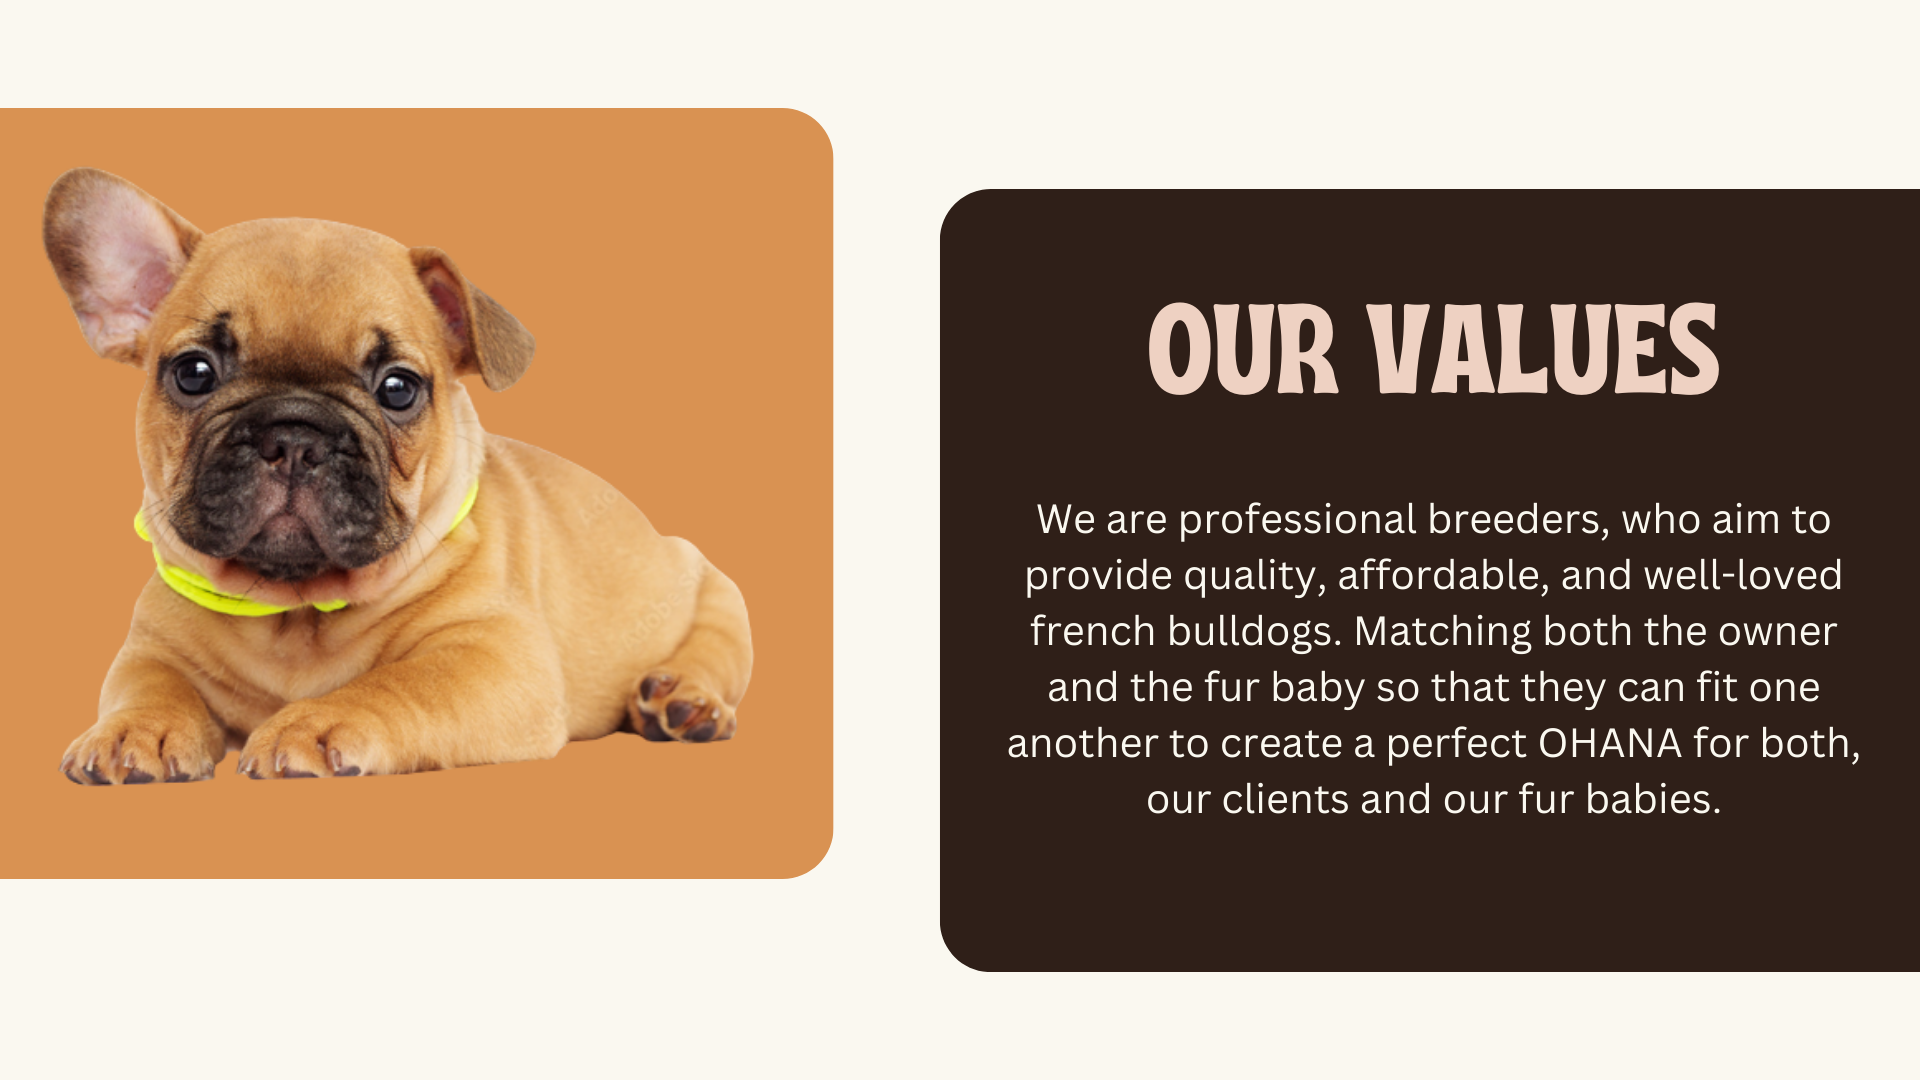 OUR VALUES
We are professional breeders, who aim to
provide quality, affordable, and well-loved
french bulldogs. Matching both the owner
and the fur baby so that they can fit one
another to create a perfect OHANA for both,
our clients and our fur babies.